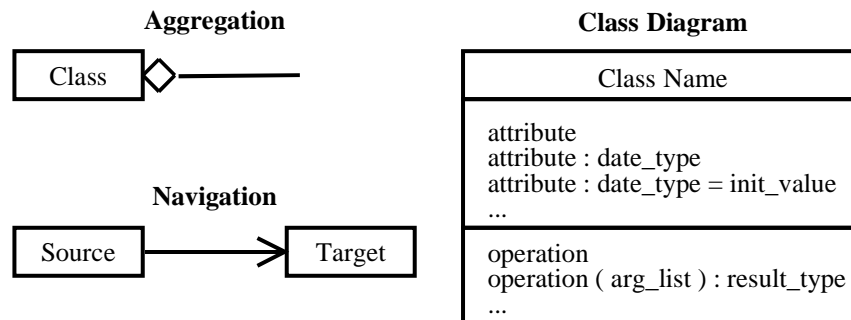 Aggregation
Class
Navigation
Source
Target
Class Diagram
Class Name
attribute
attribute : date_type
attribute : date_type = init_value
...
operation
operation ( arg_list ) : result_type
...